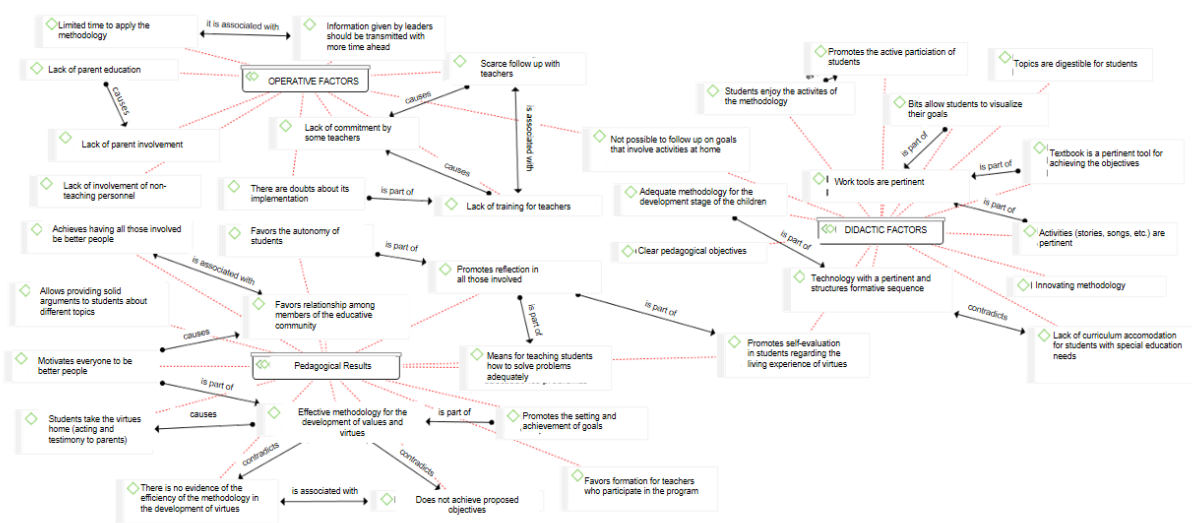 Limited time to apply the
methodology
it is associated with
Information given by leaders
should be transmitted with
more time ahead
Lack of parent education
OPERATIVE FACTORS
Scarce follow up with
teachers
causes
causes
is associated with
Lack of parent involvement
Lack of commitment by
some teachers
causes
Lack of involvement of non-
teaching personnel
There are doubts about its
implementation
is part of
Lack of training for teachers
Not possible to follow up on goals
that involve activities at home
Promotes the active particiation of
students
Topics are digestible for students
Students enjoy the activites of
the methodology
Bits allow students to visualize
their goals
is part of
Work tools are pertinent
is part of
Textbook is a pertinent tool for
achieving the objectives
is part of
Adequate methodology for the
development stage of the children
DIDACTIC FACTORS
Activities (stories, songs, etc.) are
pertinent
is part of
Clear pedagogical objectives
Technology with a pertinent and
structures formative sequence
Innovating methodology
contradicts
Lack of curriculum accomodation
for students with special education
needs
Achieves having all those involved
be better people
Favors the autonomy of
students
is part of
is associated with
Promotes reflection in
all those involved
Allows providing solid
arguments to students about
different topics
Favors relationship among
members of the educative
community
is part of
is part of
causes
Promotes self-evaluation
in students regarding the
living experience of virtues
Motivates everyone to be
better people
Pedagogical Results
Means for teaching students
how to solve problems
adequately
is part of
Students take the virtues
home (acting and
testimony to parents)
causes
Effective methodology for the
development of values and
virtues
is part of
Promotes the setting and
achievement of goals
contradicts
contradicts
There is no evidence of the
efficiency of the methodology in
the development of virtues
is associated with
Does not achieve proposed
objectives
Favors formation for teachers
who participate in the program